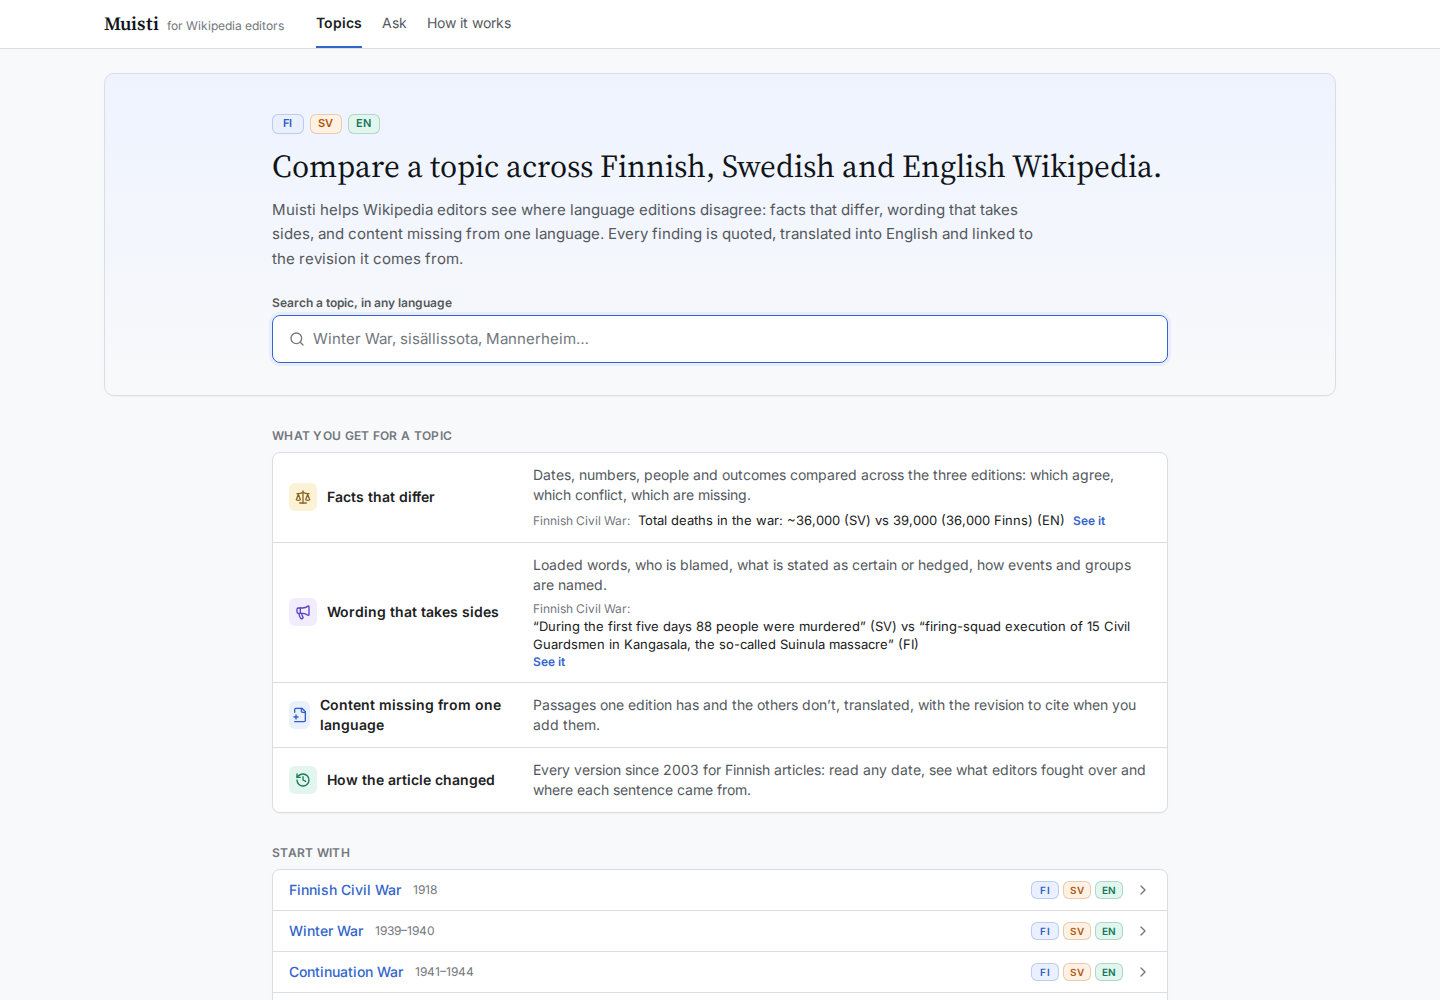 Muisti for Wikipedia editors Topics Ask How it works
FI SV EN
Compare a topic across Finnish, Swedish and English Wikipedia.
Muisti helps Wikipedia editors see where language editions disagree: facts that differ, wording that takes
sides, and content missing from one language. Every finding is quoted, translated into English and linked to
the revision it comes from.
Search a topic, in any language
Winter War, sisällissota, Mannerheim...
WHAT YOU GET FOR A TOPIC
Facts that differ
Dates, numbers, people and outcomes compared across the three editions: which agree,
which conflict, which are missing.
Finnish Civil War: Total deaths in the war: ~36,000 (SV) vs 39,000 (36,000 Finns) (EN) See it
Wording that takes sides
Loaded words, who is blamed, what is stated as certain or hedged, how events and groups
are named.
Finnish Civil War:
“During the first five days 88 people were murdered” (SV) vs “firing-squad execution of 15 Civil
Guardsmen in Kangasala, the so-called Suinula massacre” (FI)
See it
Content missing from one
language
Passages one edition has and the others don’t, translated, with the revision to cite when you
add them.
How the article changed
Every version since 2003 for Finnish articles: read any date, see what editors fought over and
where each sentence came from.
START WITH
Finnish Civil War 1918 FI SV EN
Winter War 1939–1940 FI SV EN
Continuation War 1941–1944 FI SV EN